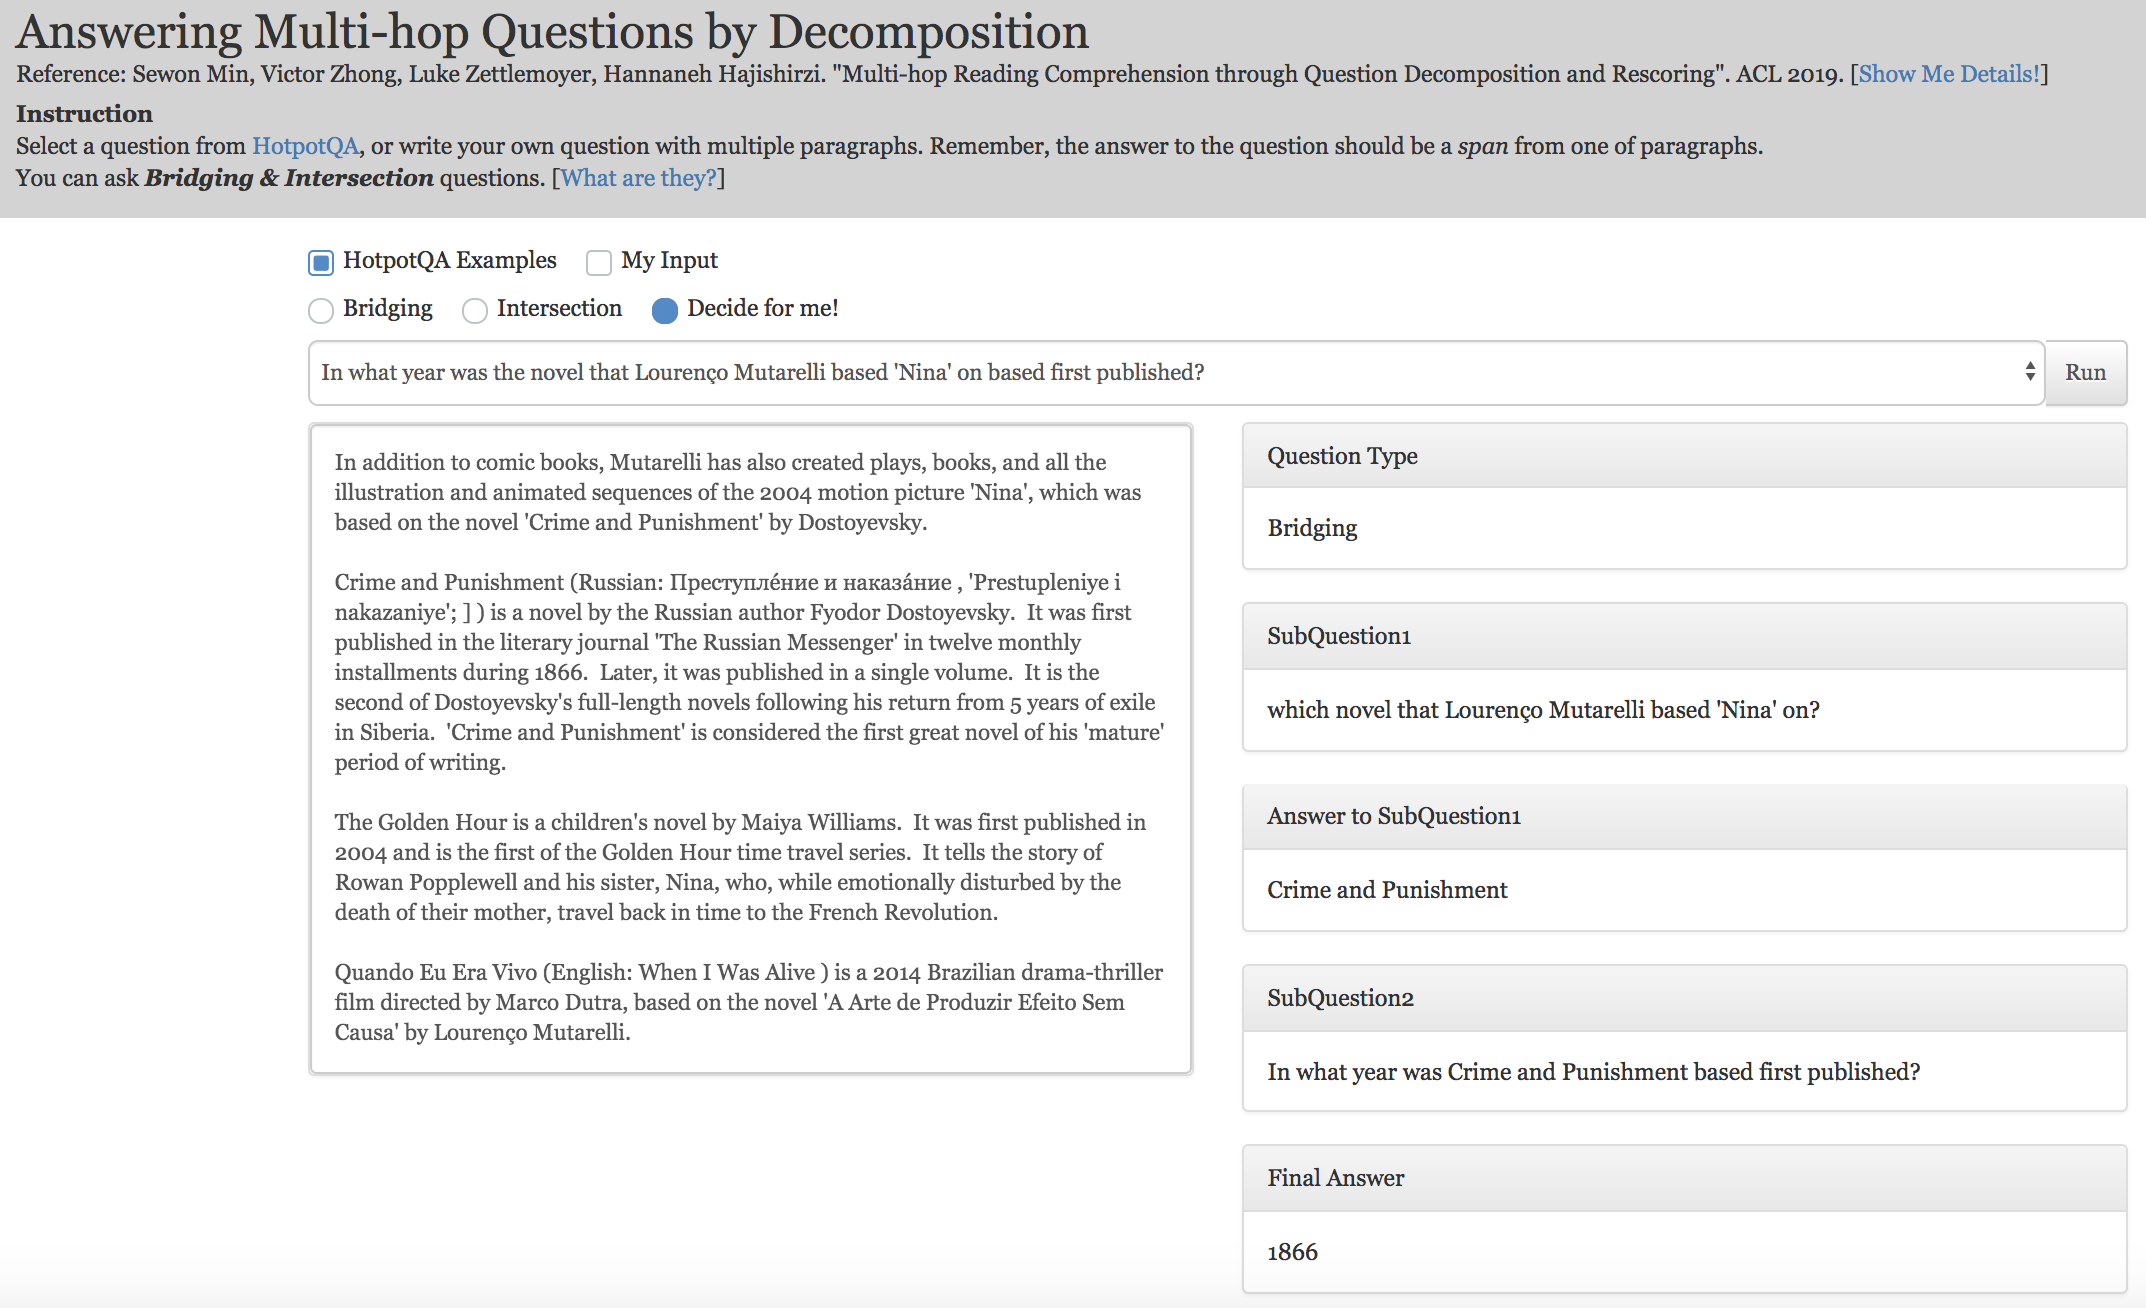 Answering Multi-hop Questions by Decomposition
Reference: Sewon Min, Victor Zhong, Luke Zettlemoyer, Hannaneh Hajishirzi. "Multi-hop Reading Comprehension through Question Decomposition and Rescoring". ACL 2019. [Show Me Details!]
Instruction
Select a question from HotpotQA, or write your own question with multiple paragraphs. Remember, the answer to the question should be a span from one of paragraphs.
You can ask Bridging & Intersection questions. [What are they?]
HotpotQA Examples My Input
Bridging Intersection Decide for me!
In what year was the novel that Lourenço Mutarelli based 'Nina' on based first published? Run
In addition to comic books, Mutarelli has also created plays, books, and all the
illustration and animated sequences of the 2004 motion picture 'Nina', which was
based on the novel 'Crime and Punishment' by Dostoyevsky.
Crime and Punishment (Russian: Преступле́ние и наказа́ние , 'Prestupleniye i
nakazaniye'; ] ) is a novel by the Russian author Fyodor Dostoyevsky.  It was first
published in the literary journal 'The Russian Messenger' in twelve monthly
installments during 1866.  Later, it was published in a single volume.  It is the
second of Dostoyevsky's full-length novels following his return from 5 years of exile
in Siberia.  'Crime and Punishment' is considered the first great novel of his 'mature'
period of writing.
The Golden Hour is a children's novel by Maiya Williams.  It was first published in
2004 and is the first of the Golden Hour time travel series.  It tells the story of
Rowan Popplewell and his sister, Nina, who, while emotionally disturbed by the
death of their mother, travel back in time to the French Revolution.
Quando Eu Era Vivo (English: When I Was Alive ) is a 2014 Brazilian drama-thriller
film directed by Marco Dutra, based on the novel 'A Arte de Produzir Efeito Sem
Causa' by Lourenço Mutarelli.
Question Type
Bridging
SubQuestion1
which novel that Lourenço Mutarelli based 'Nina' on?
Answer to SubQuestion1
Crime and Punishment
SubQuestion2
In what year was Crime and Punishment based first published?
Final Answer
1866